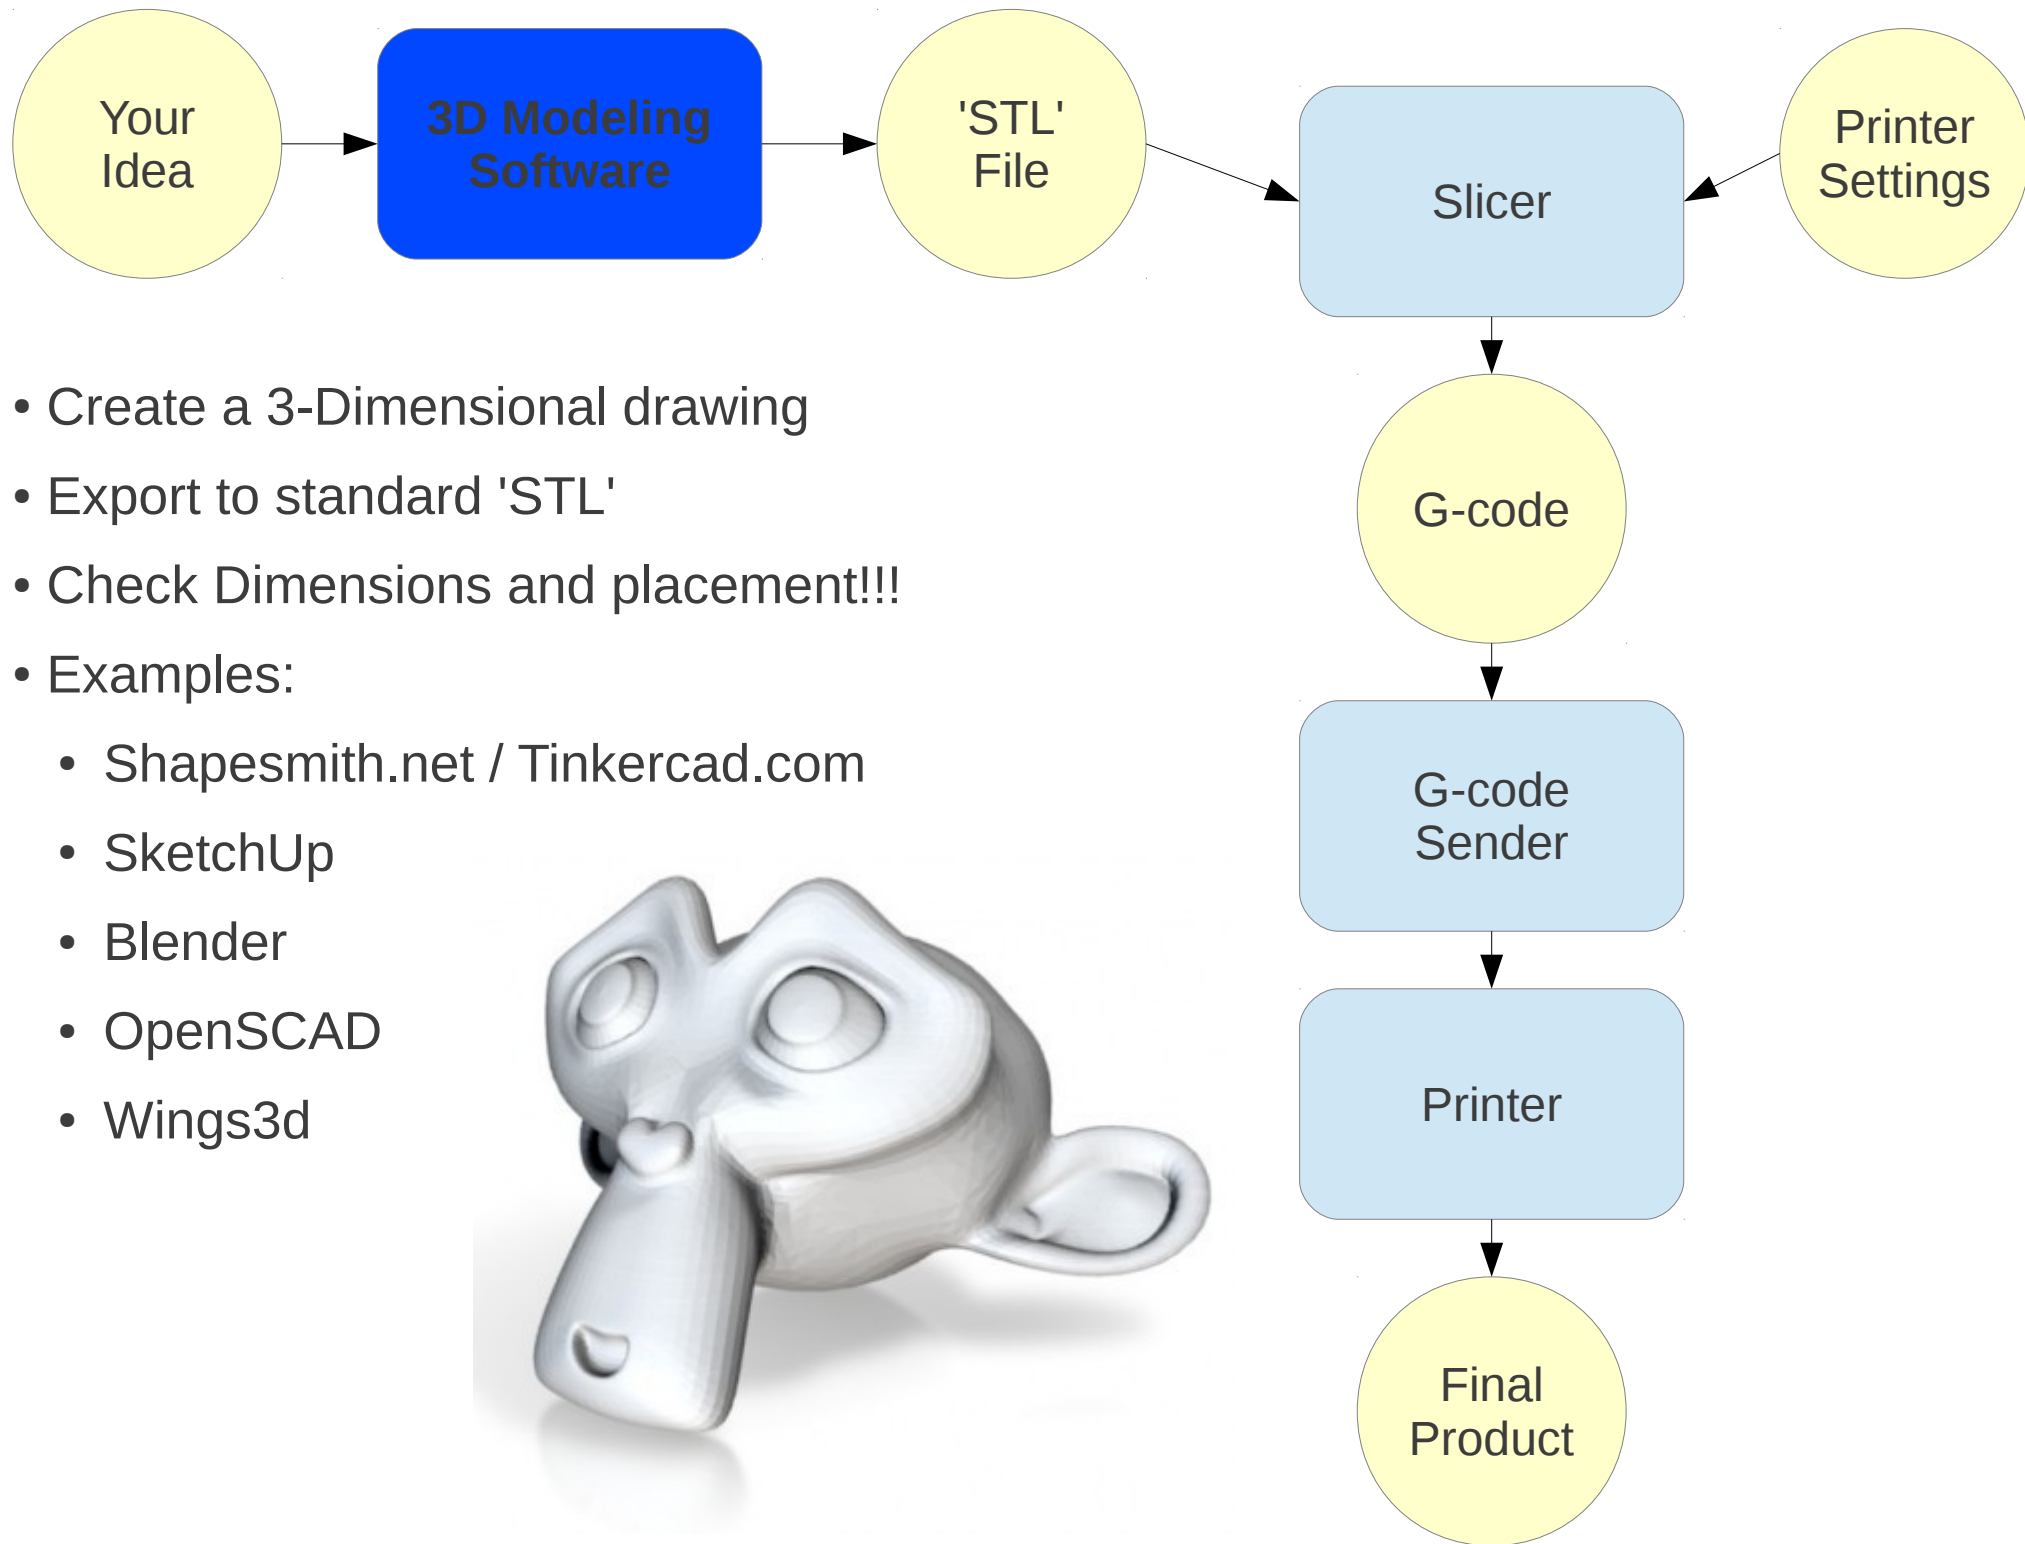 Your
Idea
3D Modeling
Software
'STL'
File
Slicer
Printer
Settings
• Create a 3-Dimensional drawing
• Export to standard 'STL'
• Check Dimensions and placement!!!
• Examples:
• Shapesmith.net / Tinkercad.com
• SketchUp
• Blender
• OpenSCAD
• Wings3d
G-code
G-code
Sender
Printer
Final
Product